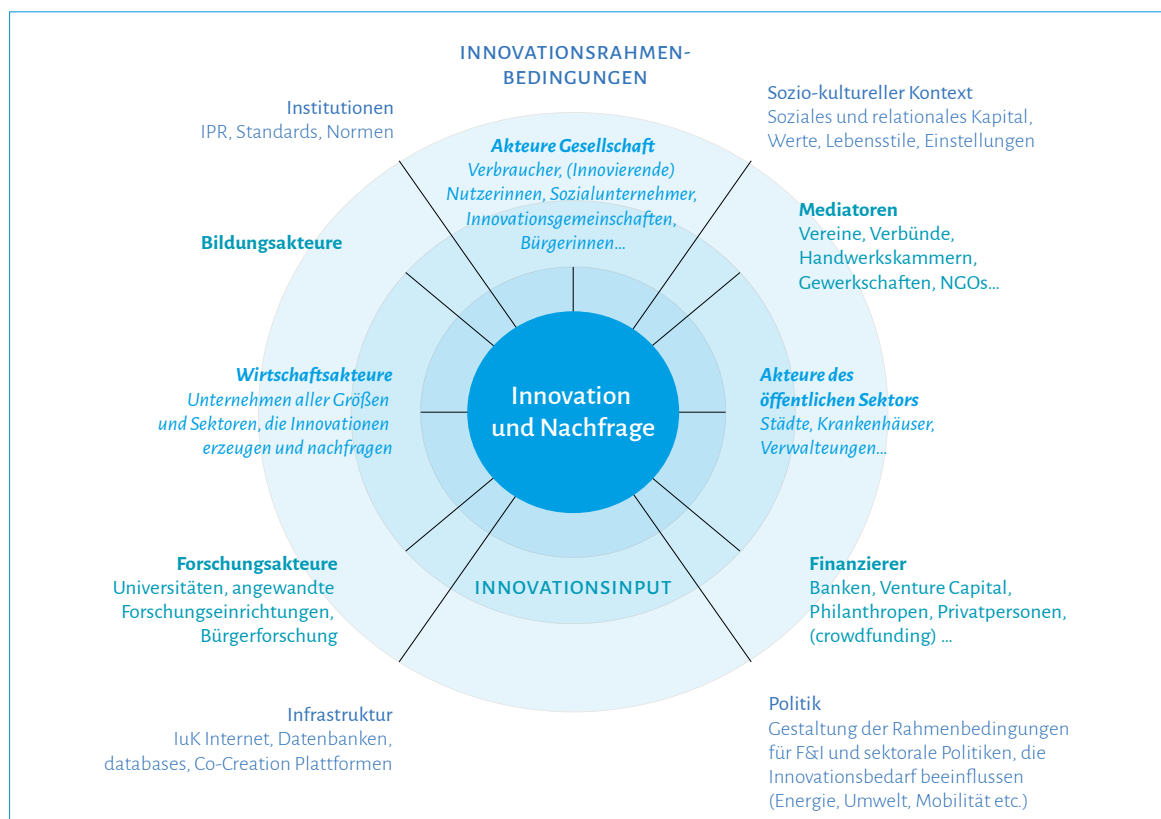 INNOVATIONSRAHMEN-
BEDINGUNGEN
Institutionen
IPR, Standards, Normen
Sozio-kultureller Kontext
Soziales und relationales Kapital,
Werte, Lebensstile, Einstellungen
Akteure Gesellschaft
Verbraucher, (Innovierende)
Nutzerinnen, Sozialunternehmer,
Innovationsgemeinschaften,
Bürgerinnen…
Bildungsakteure
Mediatoren
Vereine, Verbünde,
Handwerkskammern,
Gewerkschaften, NGOs…
Wirtschaftsakteure
Unternehmen aller Größen
und Sektoren, die Innovationen
erzeugen und nachfragen
Innovation
und Nachfrage
Akteure des
öffentlichen Sektors
Städte, Krankenhäuser,
Verwalteungen…
Forschungsakteure
Universitäten, angewandte
Forschungseinrichtungen,
Bürgerforschung
INNOVATIONSINPUT
Finanzierer
Banken, Venture Capital,
Philanthropen, Privatpersonen,
(crowdfunding) …
Infrastruktur
IuK Internet, Datenbanken,
databases, Co-Creation Plattformen
Politik
Gestaltung der Rahmenbedingungen
für F&I und sektorale Politiken, die
Innovationsbedarf beeinflussen
(Energie, Umwelt, Mobilität etc.)